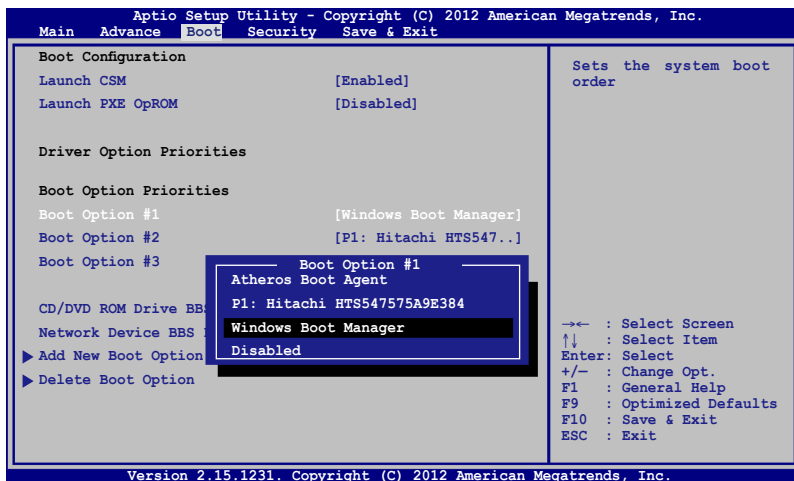 Aptio Setup Utility - Copyright (C) 2012 American Megatrends, Inc.
Main Advance Boot Security Save & Exit
Boot Configuration
Launch CSM [Enabled]
Launch PXE OpROM [Disabled]
Driver Option Priorities
Boot Option Priorities
Boot Option #1 [Windows Boot Manager]
Boot Option #2 [P1: Hitachi HTS547..]
Boot Option #3
CD/DVD ROM Drive BBS
Network Device BBS
Add New Boot Option
Delete Boot Option
Boot Option #1
Atheros Boot Agent
P1: Hitachi HTS547575A9E384
Windows Boot Manager
Disabled
Sets the system boot
order
→← : Select Screen
↑↓ : Select Item
Enter: Select
+/— : Change Opt.
F1 : General Help
F9 : Optimized Defaults
F10 : Save & Exit
ESC : Exit
Version 2.15.1231. Copyright (C) 2012 American Megatrends, Inc.